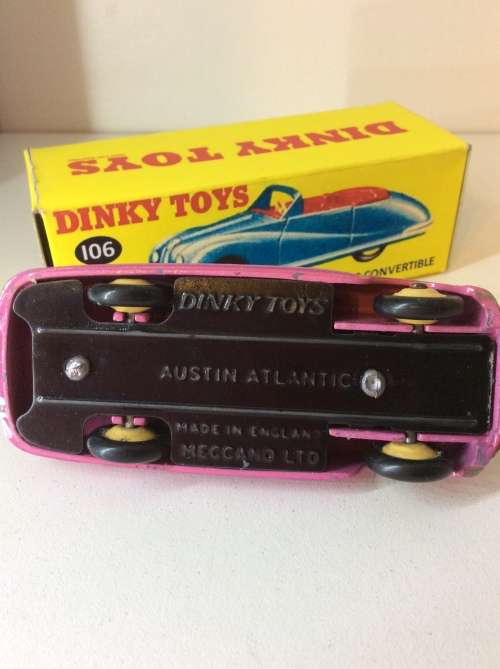 DINKY TOYS
DINKY TOYS
106
CONVERTIBLE
DINKY TOYS
AUSTIN ATLANTIC
MADE IN ENGLAND
MECCANO LTD